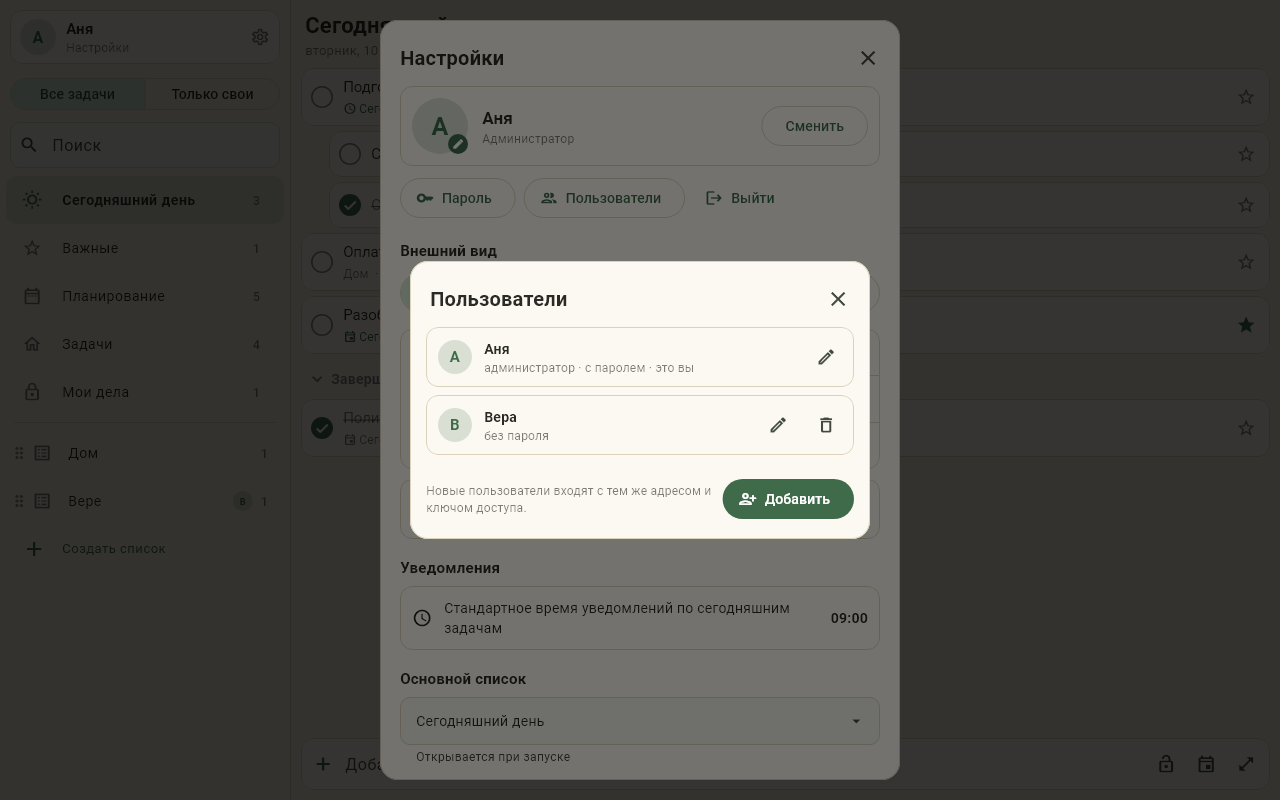 Аня
Настройки
Все задачи
Только свои
Поиск
Сегодняшний день
3
Важные
1
Планирование
5
Задачи
4
Мои дела
1
Дом
1
Вере
В
1
Создать список
вторник, 10
Дом ·
Настройки
А
Аня
Администратор
Сменить
Пароль
Пользователи
Выйти
Внешний вид
Пользователи
А
Аня
администратор · с паролем · это вы
В
Вера
без пароля
Новые пользователи входят с тем же адресом и
ключом доступа.
Добавить
Уведомления
Стандартное время уведомлений по сегодняшним
задачам
09:00
Основной список
Сегодняшний день
Открывается при запуске